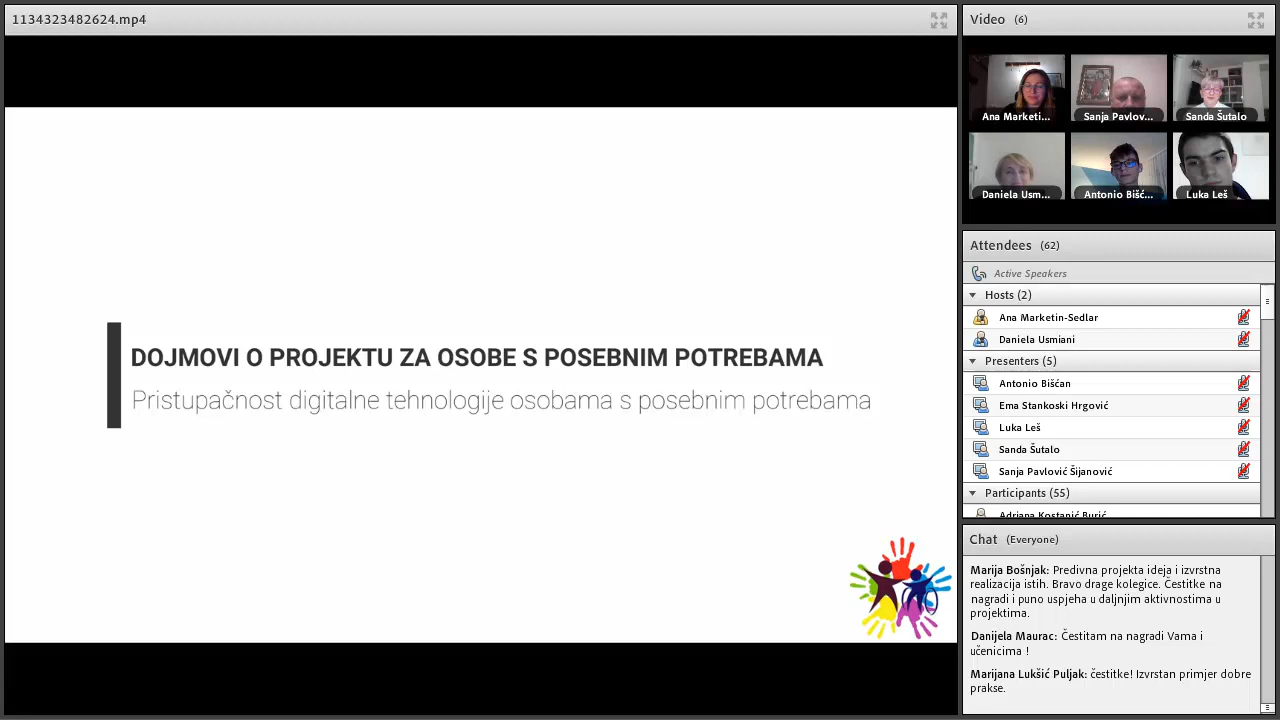 1134323482624.mp4
DOJMOVI O PROJEKTU ZA OSOBE S POSEBNIM POTREBAMA
Pristupačnost digitalne tehnologije osobama s posebnim potrebama
Video (6)
Ana Marketi...
Sanja Pavlov...
Sanda Šutalo
Daniela Usm...
Antonio Bišć...
Luka Leš
Attendees (62)
Active Speakers
Hosts (2)
Ana Marketin-Sedlar
Daniela Usmiani
Presenters (5)
Antonio Bišćan
Ema Stankoski Hrgović
Luka Leš
Sanda Šutalo
Sanja Pavlović Šijanović
Participants (55)
Adriana Kostanić Burić
Chat (Everyone)
Marija Bošnjak: Predivna projekta ideja i izvrstna
realizacija istih. Bravo drage kolegice. Čestitke na
nagradi i puno uspjeha u daljnjim aktivnostima u
projektima.
Danijela Maurac: Čestitam na nagradi Vama i
učenicima !
Marijana Lukšić Puljak: čestitke! Izvrstan primjer dobre
prakse.